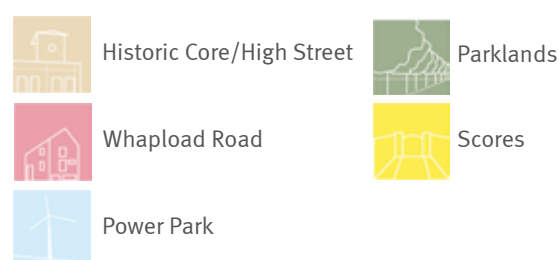 Historic Core/High Street
Parklands
Whapload Road
Scores
Power Park